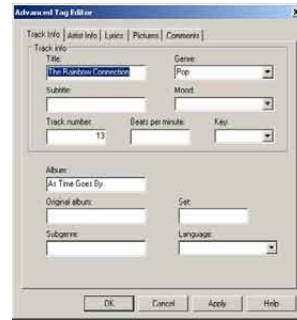 Advanced Tag Editor
Track Info Artist Info Lyrics Pictures Comments
Track info
Title: Genre:
The Rainbow Connection Pop
Subtitle: Mood:
Track number: Beats per minute: Key:
13
Album:
As Time Goes By
Original album: Set:
Subgenre: Language:
OK Cancel Apply Help